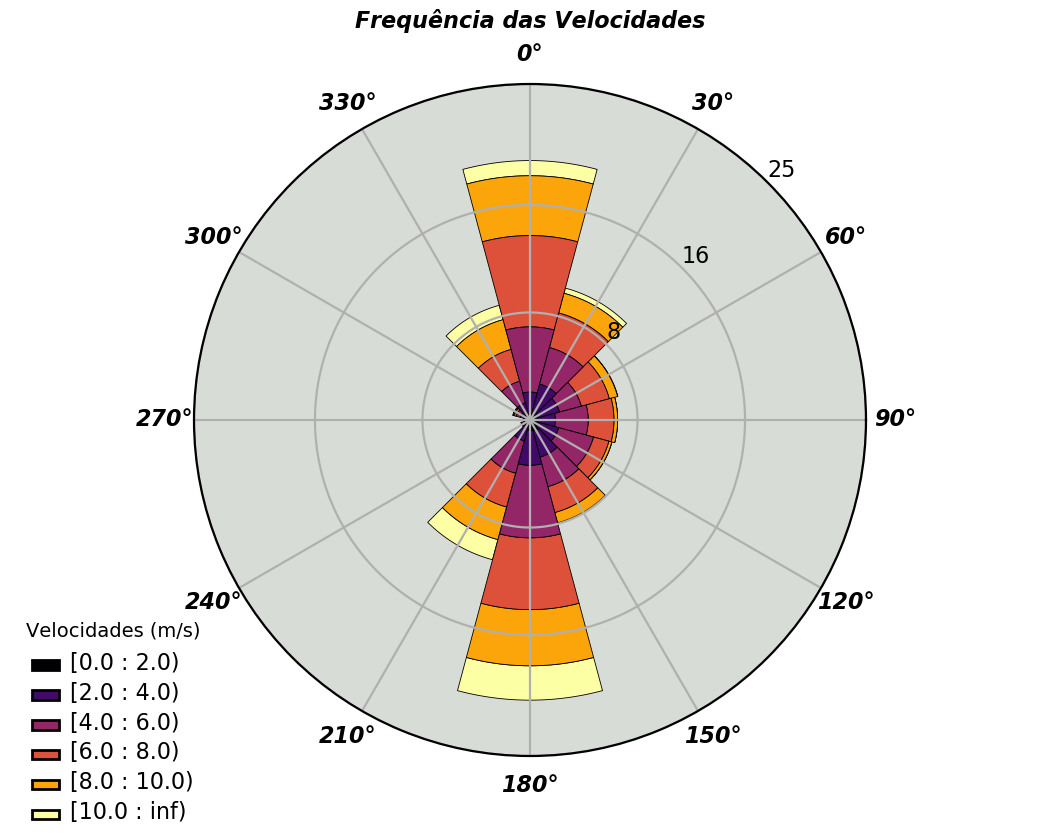 Frequência das Velocidades
0°
330°
30°
25
300°
60°
16
8
270°
90°
240°
120°
210°
150°
180°
Velocidades (m/s)
[0.0 : 2.0)
[2.0 : 4.0)
[4.0 : 6.0)
[6.0 : 8.0)
[8.0 : 10.0)
[10.0 : inf)